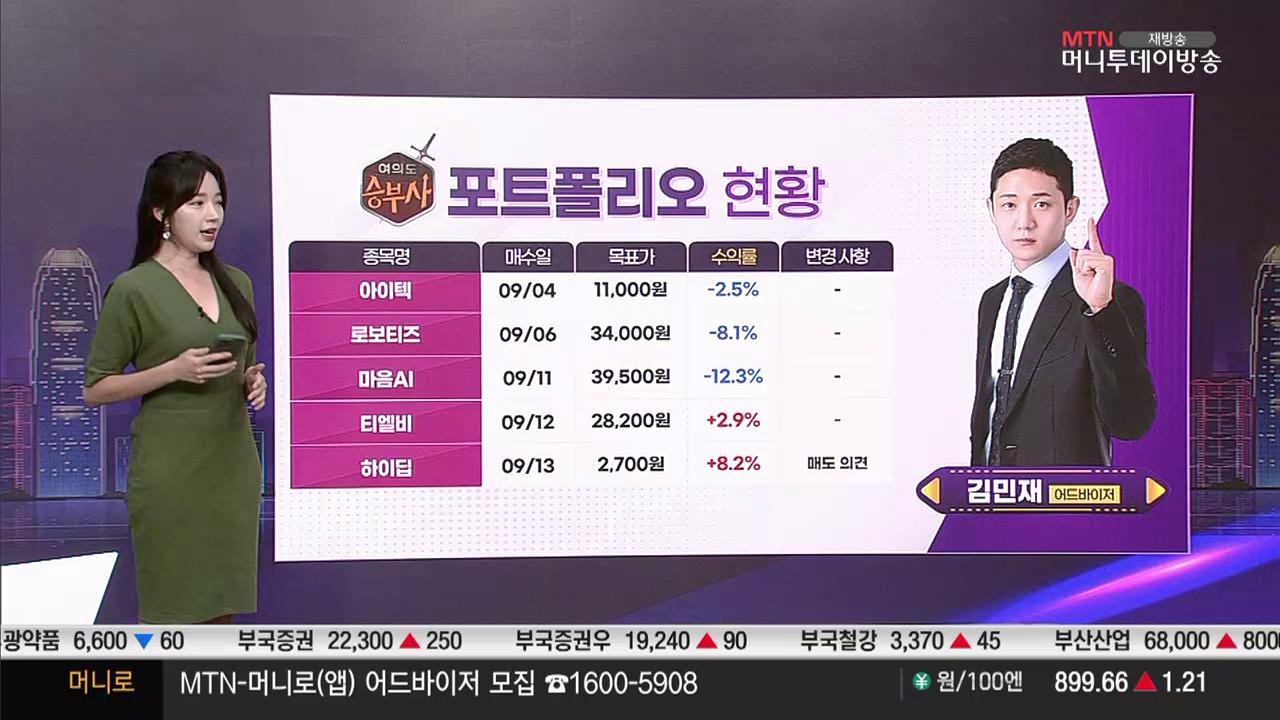 MTN 재방송
머니투데이방송
여의도
승부사
포트폴리오 현황
종목명 매수일 목표가 수익률 변경 사항
아이텍 09/04 11,000원 -2.5% -
로보티즈 09/06 34,000원 -8.1% -
마음AI 09/11 39,500원 -12.3% -
티엘비 09/12 28,200원 +2.9% -
하이딥 09/13 2,700원 +8.2% 매도 의견
김민재 어드바이저
광약품 6,600 ▼ 60 부국증권 22,300 ▲ 250 부국증권우 19,240 ▲ 90 부국철강 3,370 ▲ 45 부산산업 68,000 ▲ 800
머니로 MTN-머니로(앱) 어드바이저 모집 ☎1600-5908 ¥ 원/100엔 899.66 ▲ 1.21